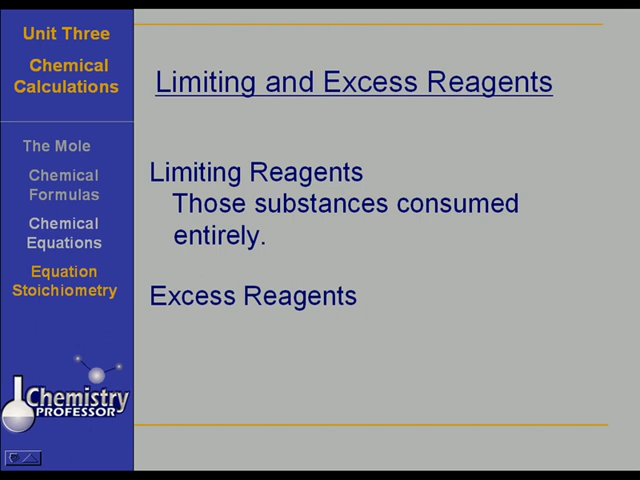 Unit Three
Chemical
Calculations
The Mole
Chemical
Formulas
Chemical
Equations
Equation
Stoichiometry
Chemistry
PROFESSOR
Limiting and Excess Reagents
Limiting Reagents
Those substances consumed
entirely.
Excess Reagents